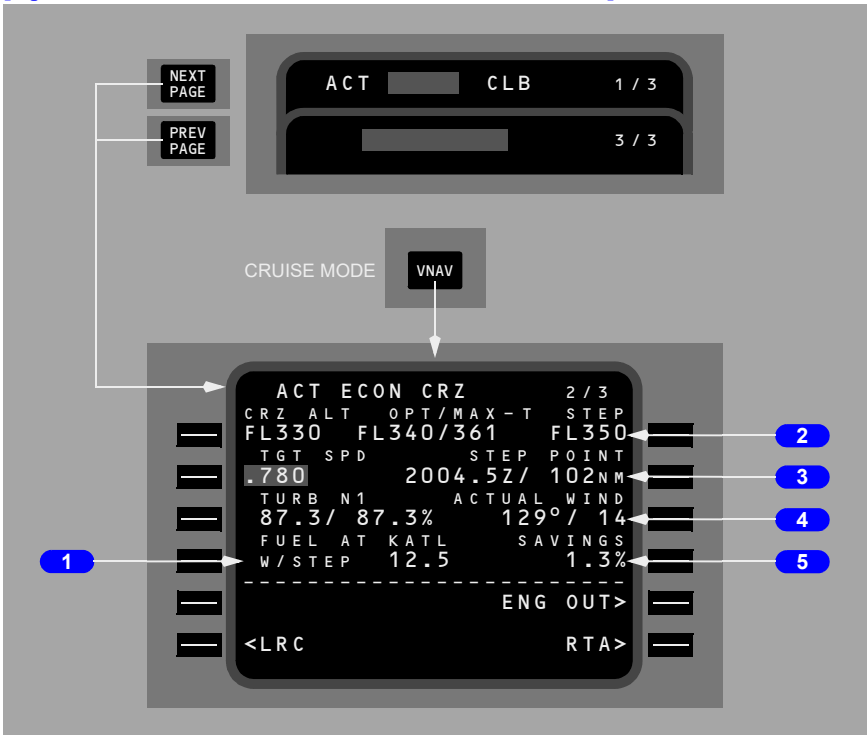 NEXT
PAGE
ACT CLB 1/3
PREV
PAGE
3/3
CRUISE MODE
VNAV
ACT ECON CRZ 2/3
CRZ ALT OPT/MAX-T STEP
FL330 FL340/361 FL350
2
TGT SPD STEP POINT
.780 2004.5Z/ 102NM
3
TURB N1 ACTUAL WIND
87.3/ 87.3% 129°/ 14
4
FUEL AT KATL SAVINGS
1
W/STEP 12.5 1.3%
5
------------------------
ENG OUT>
<LRC RTA>